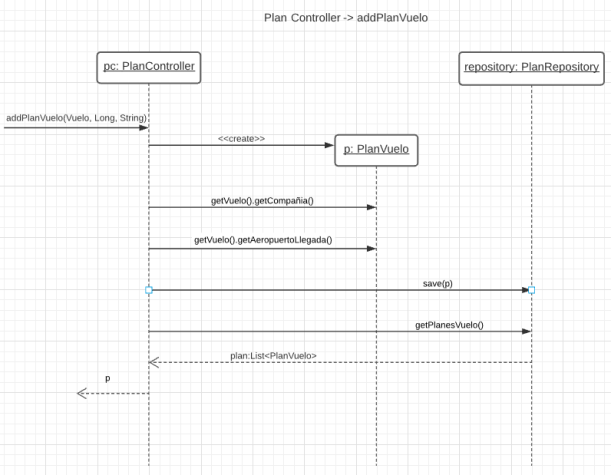 Plan Controller -> addPlanVuelo
pc: PlanController
repository: PlanRepository
addPlanVuelo(Vuelo, Long, String)
<<create>>
p: PlanVuelo
getVuelo().getCompañia()
getVuelo().getAeropuertoLlegada()
save(p)
getPlanesVuelo()
plan:List<PlanVuelo>
p